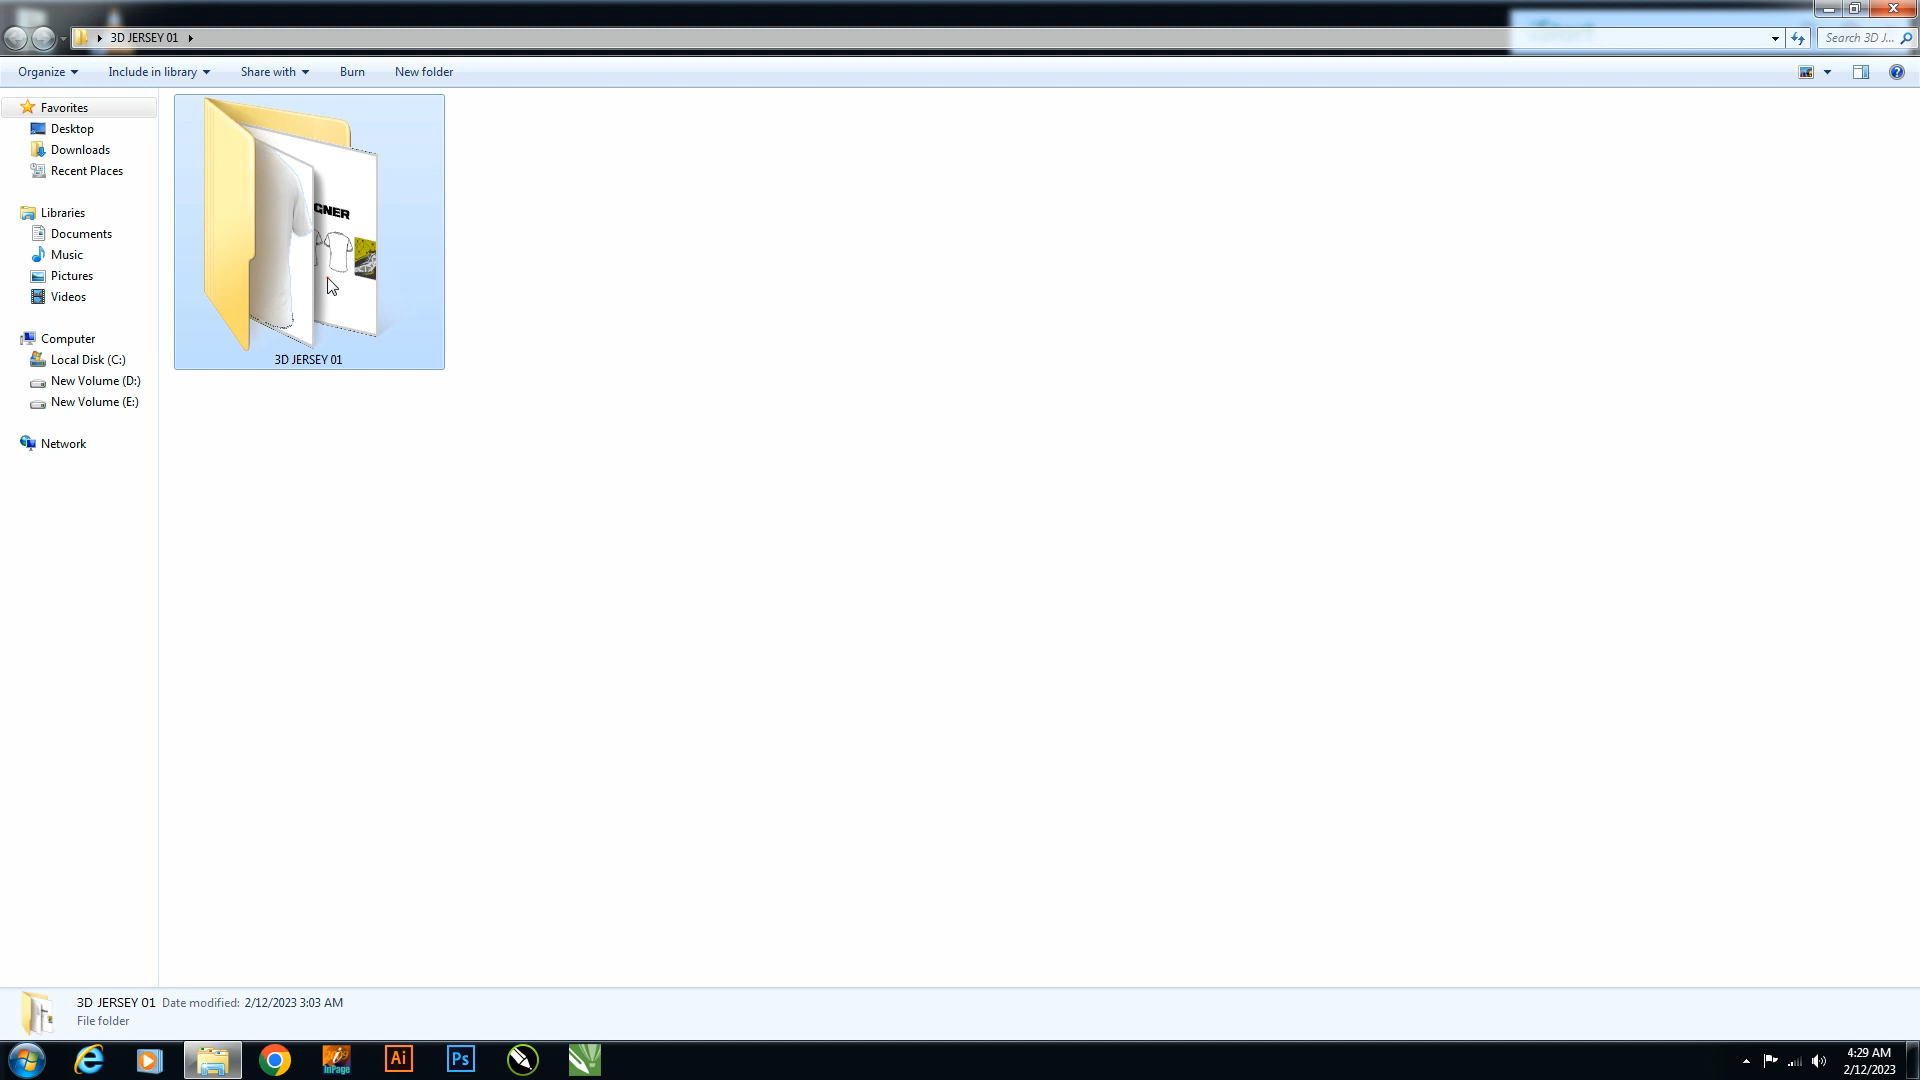 3D JERSEY 01
Search 3D J...
Organize
Include in library
Share with
Burn
New folder
Favorites
Desktop
Downloads
Recent Places
Libraries
Documents
Music
Pictures
Videos
Computer
Local Disk (C:)
New Volume (D:)
New Volume (E:)
Network
GNER
3D JERSEY 01
3D JERSEY 01 Date modified: 2/12/2023 3:03 AM
File folder
InPage
Ai
Ps
4:29 AM
2/12/2023